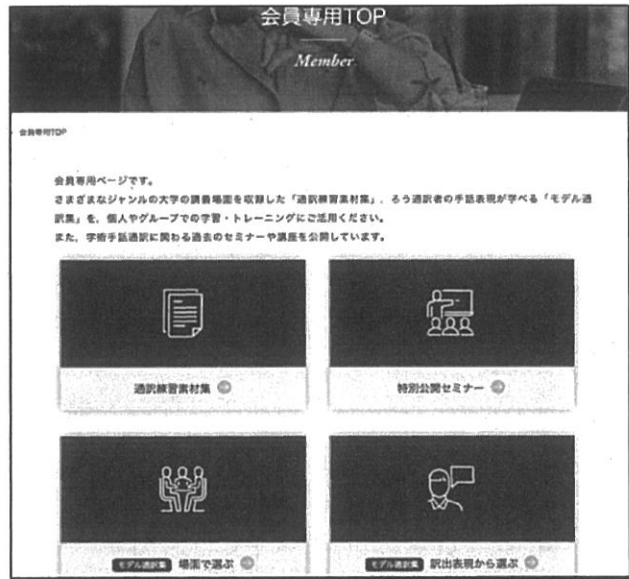 会員専用TOP
Member
会員専用TOP
会員専用ページです。
さまざまなジャンルの大学の講義場面を収録した「通訳練習素材集」、ろう通訳者の手話表現が学べる「モデル通
訳集」を、個人やグループでの学習・トレーニングにご活用ください。
また、学術手話通訳に関わる過去のセミナーや講座を公開しています。
通訳練習素材集
特別公開セミナー
モデル通訳集 場面で選ぶ
モデル通訳集 訳出表現から選ぶ